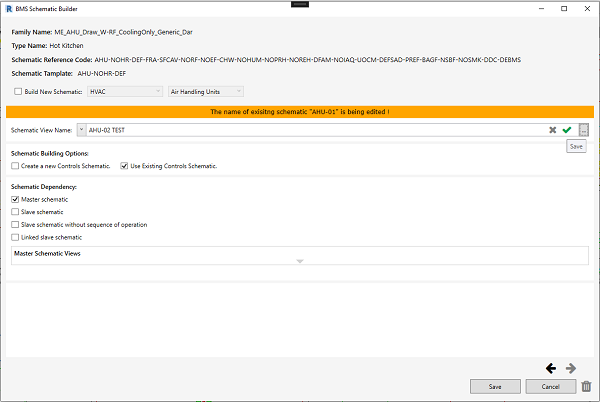 BMS Schematic Builder
Family Name: ME_AHU_Draw_W-RF_CoolingOnly_Generic_Dar
Type Name: Hot Kitchen
Schematic Reference Code: AHU-NOHR-DEF-FRA-SFCAV-NORF-NOEF-CHW-NOHUM-NOPRH-NOREH-DFAM-NOIAQ-UOCM-DEFSAD-PREF-BAGF-NSBF-NOSMK-DDC-DEBMS
Schematic Tamplate: AHU-NOHR-DEF
Build New Schematic: HVAC Air Handling Units
The name of exisitng schematic "AHU-01" is being edited !
Schematic View Name: AHU-02 TEST ...
Save
Schematic Building Options:
Create a new Controls Schematic. Use Existing Controls Schematic.
Schematic Dependency:
Master schematic
Slave schematic
Slave schematic without sequence of operation
Linked slave schematic
Master Schematic Views
Save Cancel